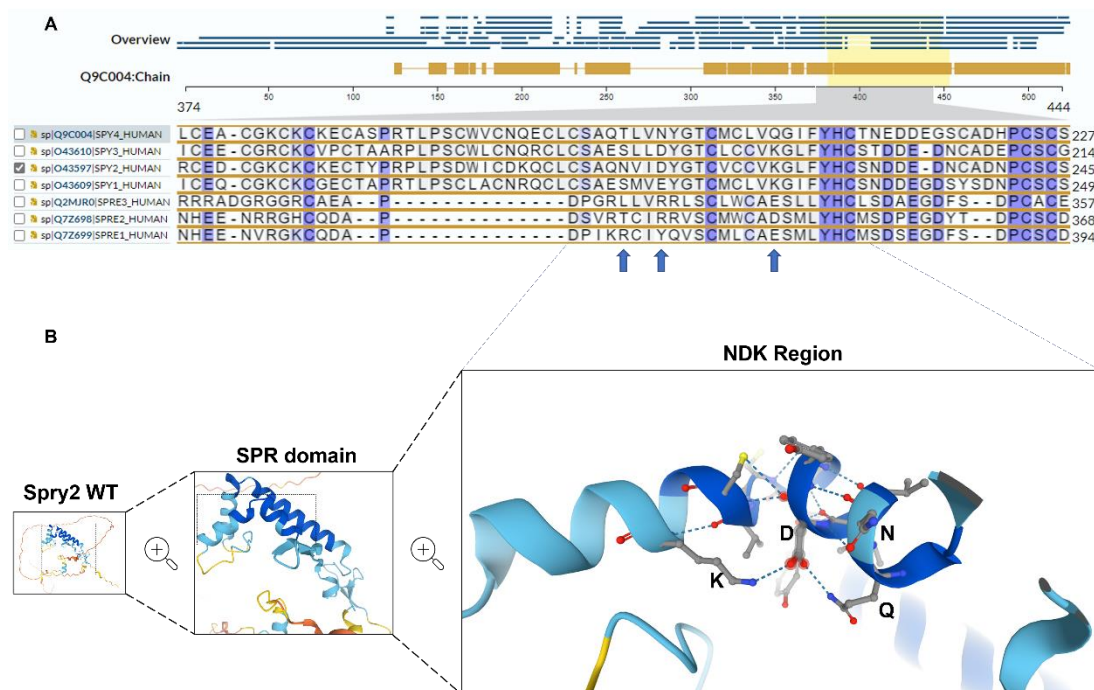 A
Overview
Q9C004:Chain
374 50 100 150 200 250 300 350 400 450 500 444
sp|Q9C004|SPY4_HUMAN LCEA-CGKCKCKECASPRTLPSCWVCNQECLCSAQTLVNYGTCMCLVQGIFYHCTNEDDEGSCADHPCSCS 227
sp|O43610|SPY3_HUMAN ICEE-CGRCKCVPCTAARPLPSCWLCNQRCLCSAESLLDYGTCLCCVKGLFYHCSTDDE-DNCADEPCSCG 214
sp|O43597|SPY2_HUMAN RCED-CGKCKCKECTYPRPLPSDWICDKQCLCSAQNVIDYGTCVCCVKGLFYHCSNDDE-DNCADNPCSCS 245
sp|O43609|SPY1_HUMAN ICEQ-CGKCKCGECTAPRTLPSCLACNRQCLCSAESMVEYGTCMCLVKGIFYHCSNDDEGDSYSDNPCSCS 249
sp|Q2MJR0|SPRE3_HUMAN RRRADGRGGRCAEA-P--------------DPGRLLVRRLSCLWCAESLLYHCLSDAEGDFS--DPCACE 357
sp|Q7Z698|SPRE2_HUMAN NHEE-NRRGHCQDA-P--------------DSVRTCIRRVSCMWCADSMLYHCMSDPEGDYT--DPCSCD 368
sp|Q7Z699|SPRE1_HUMAN NHEE-NVRGKCQDA-P--------------DPIKRCIYQVSCMLCAESMLYHCMSDSEGDFS--DPCSCD 394
B
NDK Region
SPR domain
Spry2 WT
D
N
K
Q